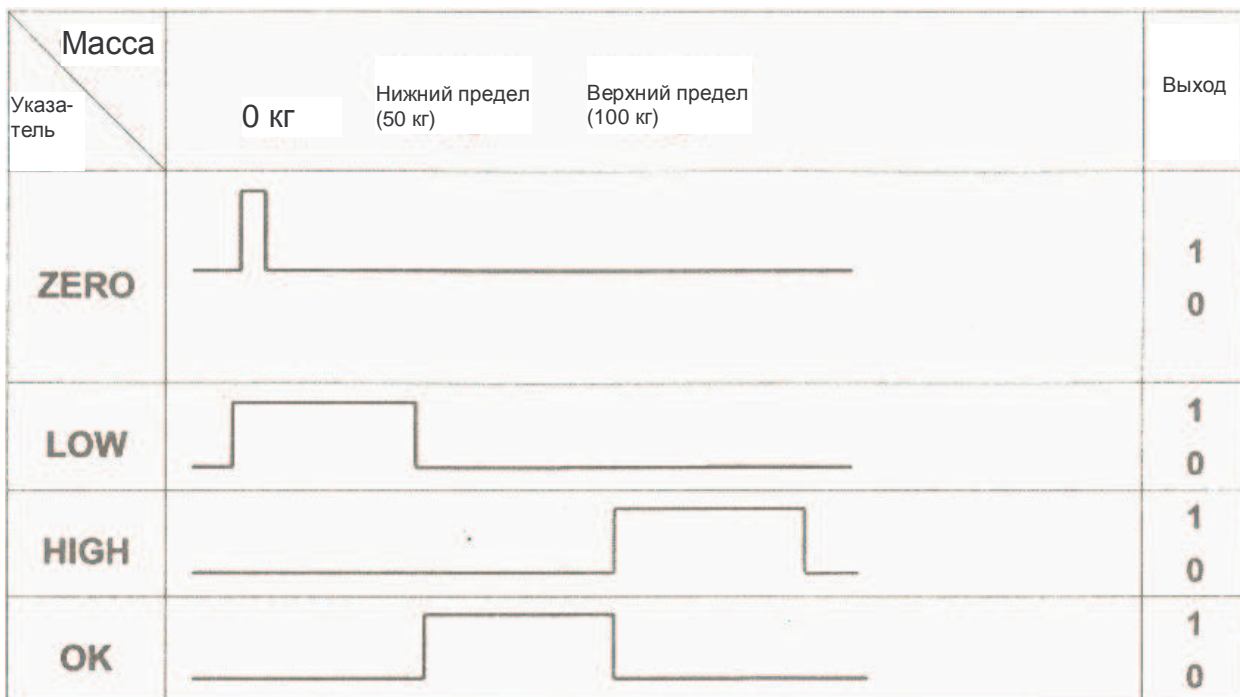 Масса
Указа-
тель
0 кг
Нижний предел
(50 кг)
Верхний предел
(100 кг)
Выход
ZERO
1
0
LOW
1
0
HIGH
1
0
OK
1
0